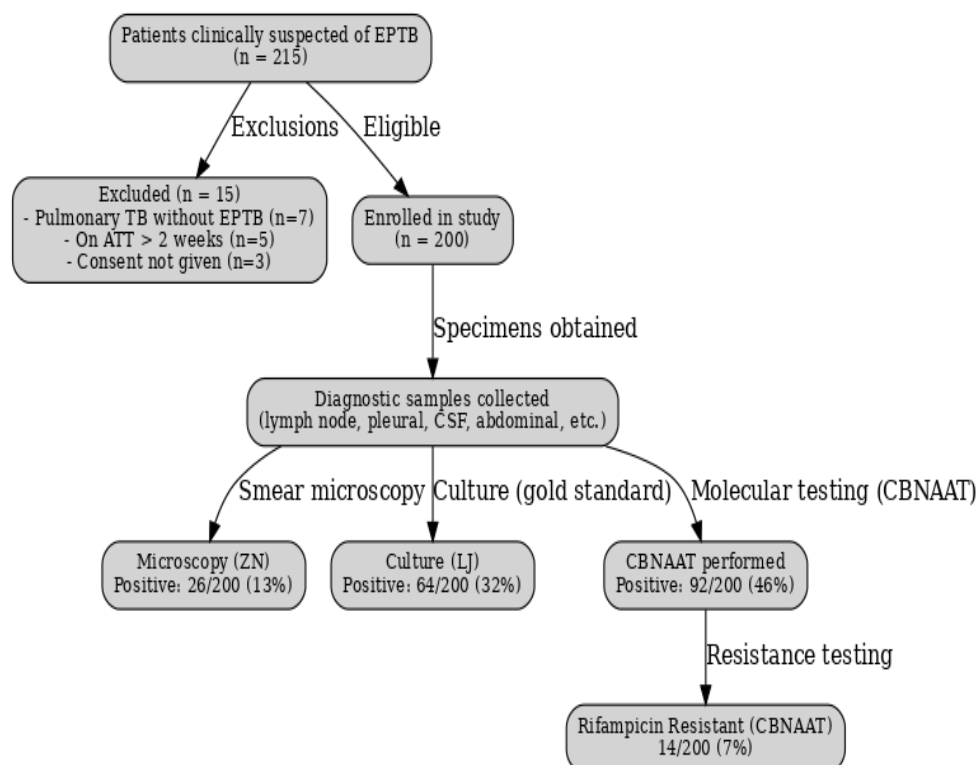 Patients clinically suspected of EPTB
(n = 215)
Exclusions
Eligible
Excluded (n = 15)
- Pulmonary TB without EPTB (n=7)
- On ATT > 2 weeks (n=5)
- Consent not given (n=3)
Enrolled in study
(n = 200)
Specimens obtained
Diagnostic samples collected
(lymph node, pleural, CSF, abdominal, etc.)
Smear microscopy
Culture (gold standard)
Molecular testing (CBNAAT)
Microscopy (ZN)
Positive: 26/200 (13%)
Culture (LJ)
Positive: 64/200 (32%)
CBNAAT performed
Positive: 92/200 (46%)
Resistance testing
Rifampicin Resistant (CBNAAT)
14/200 (7%)